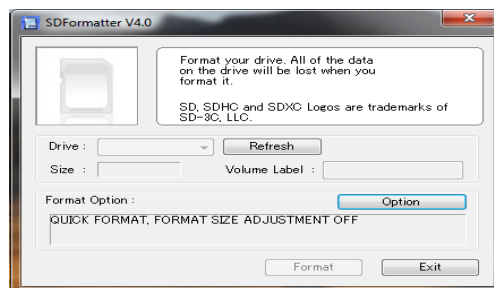 SDFormatter V4.0
Format your drive. All of the data
on the drive will be lost when you
format it.
SD, SDHC and SDXC Logos are trademarks of
SD-3C, LLC.
Drive :
Refresh
Size :
Volume Label :
Format Option :
Option
QUICK FORMAT, FORMAT SIZE ADJUSTMENT OFF
Format
Exit